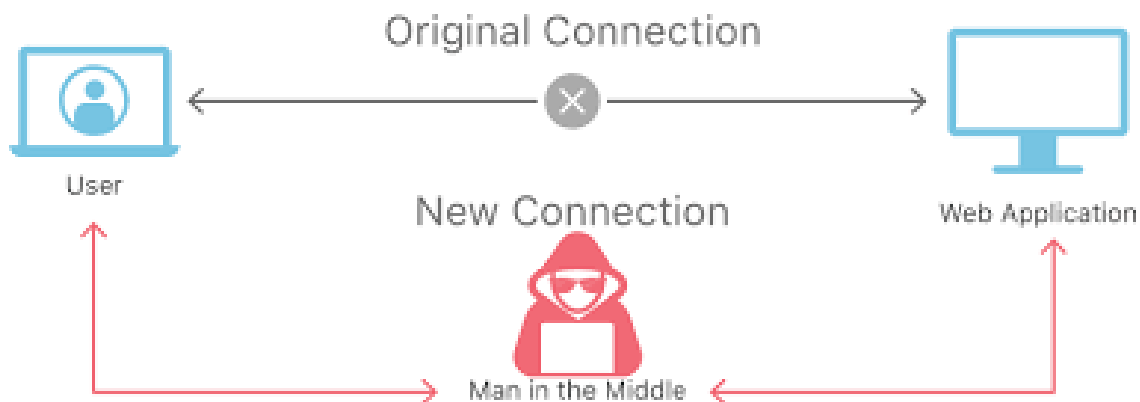 Original Connection
User
New Connection
Web Application
Man in the Middle